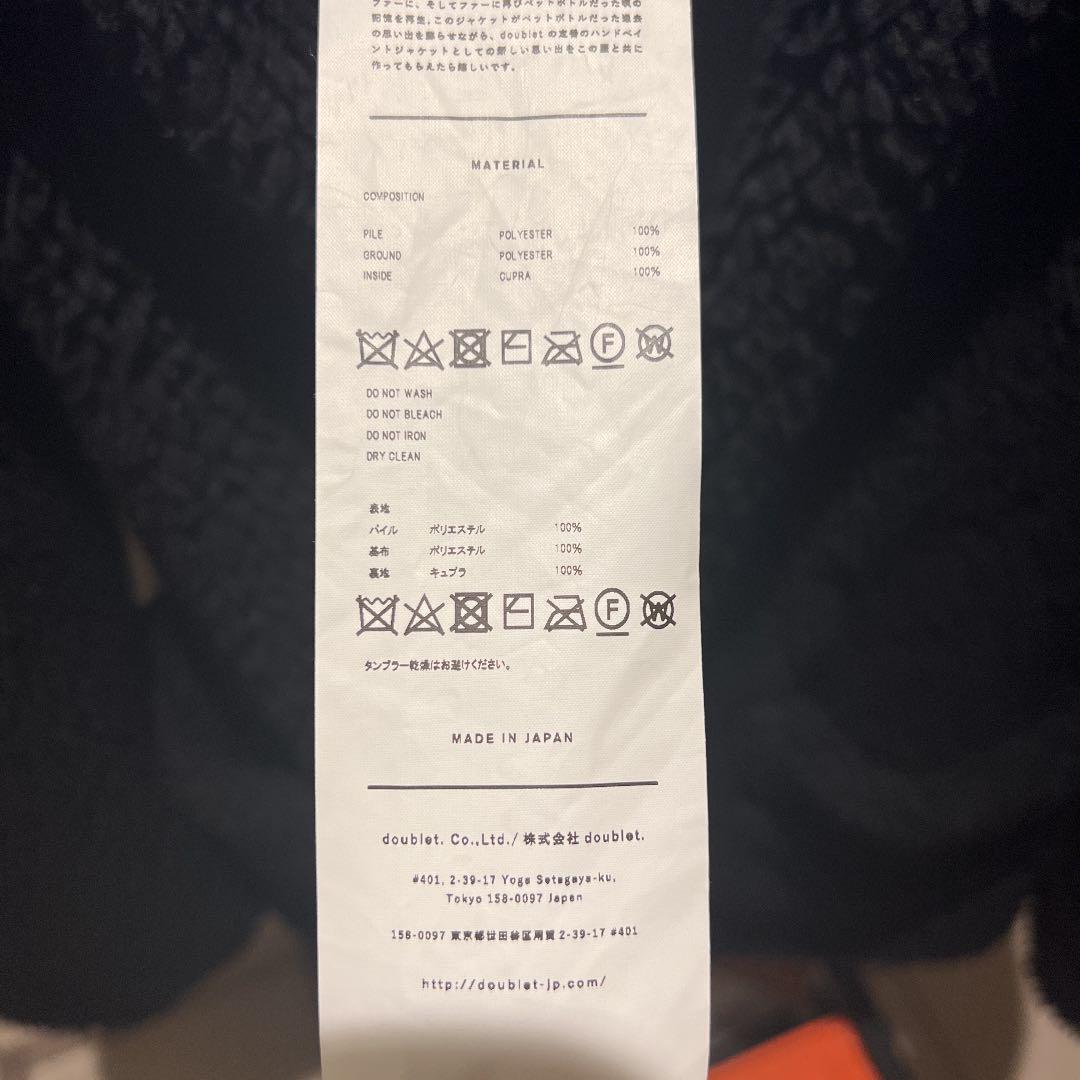 ファーに、そしてファーに再びペットボトルだった頃の
記憶を再生。このジャケットがペットボトルだった過去
の思い出を蘇らせながら、doublet の定番のハンドペイ
ントジャケットとしての新しい思い出をこの服と共に
作ってもらえたら嬉しいです。
MATERIAL
COMPOSITION
PILE POLYESTER 100%
GROUND POLYESTER 100%
INSIDE CUPRA 100%
F W
DO NOT WASH
DO NOT BLEACH
DO NOT IRON
DRY CLEAN
表地
パイル ポリエステル 100%
基布 ポリエステル 100%
裏地 キュプラ 100%
F W
タンブラー乾燥はお避けください。
MADE IN JAPAN
doublet. Co.,Ltd./ 株式会社 doublet.
#401, 2-39-17 Yoga Setagaya-ku,
Tokyo 158-0097 Japan
158-0097 東京都世田谷区用賀 2-39-17 #401
http://doublet-jp.com/